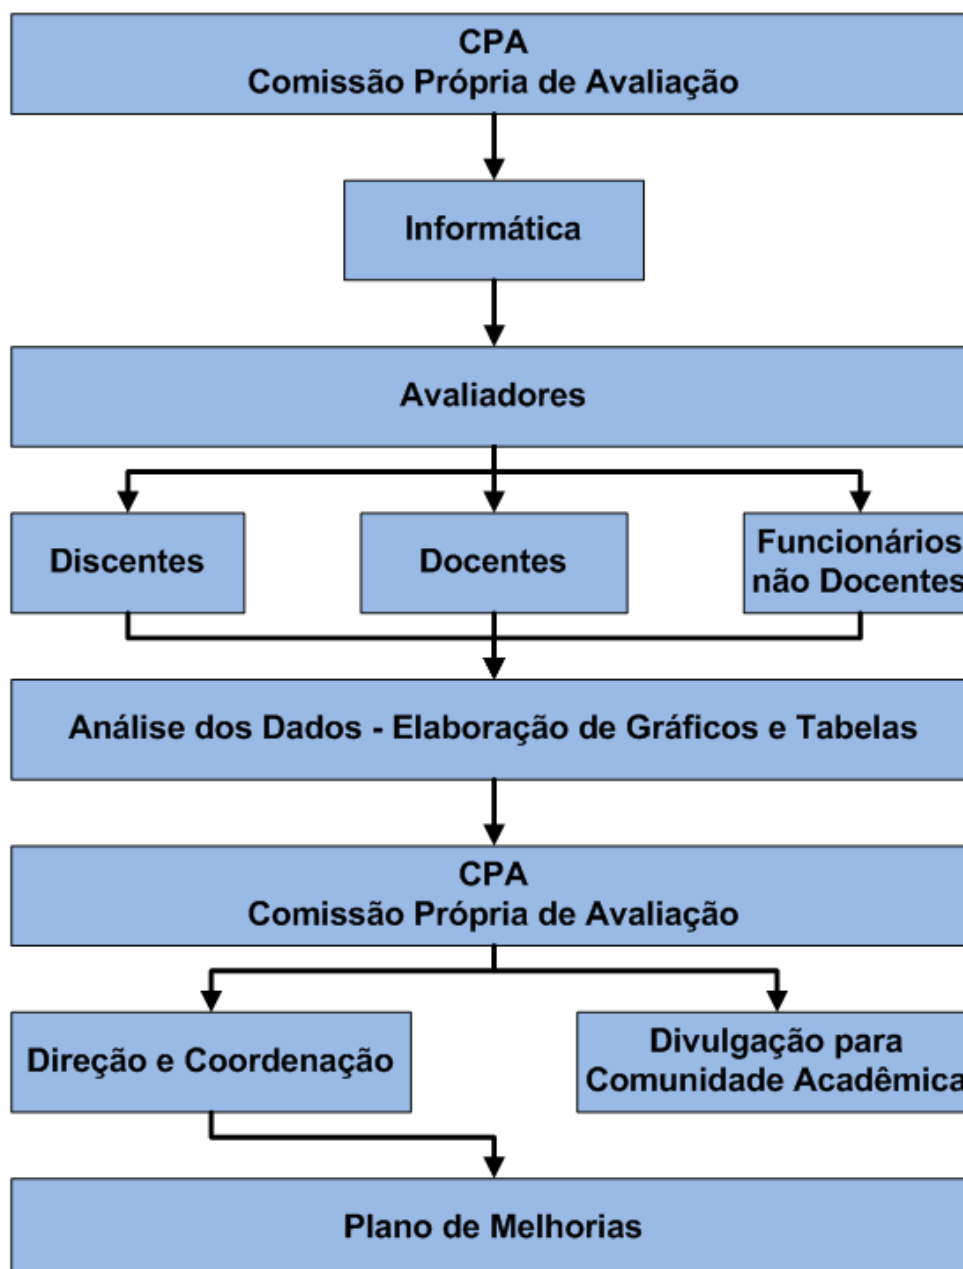 CPA
Comissão Própria de Avaliação
Informática
Avaliadores
Discentes
Docentes
Funcionários
não Docentes
Análise dos Dados - Elaboração de Gráficos e Tabelas
CPA
Comissão Própria de Avaliação
Direção e Coordenação
Divulgação para
Comunidade Acadêmica
Plano de Melhorias